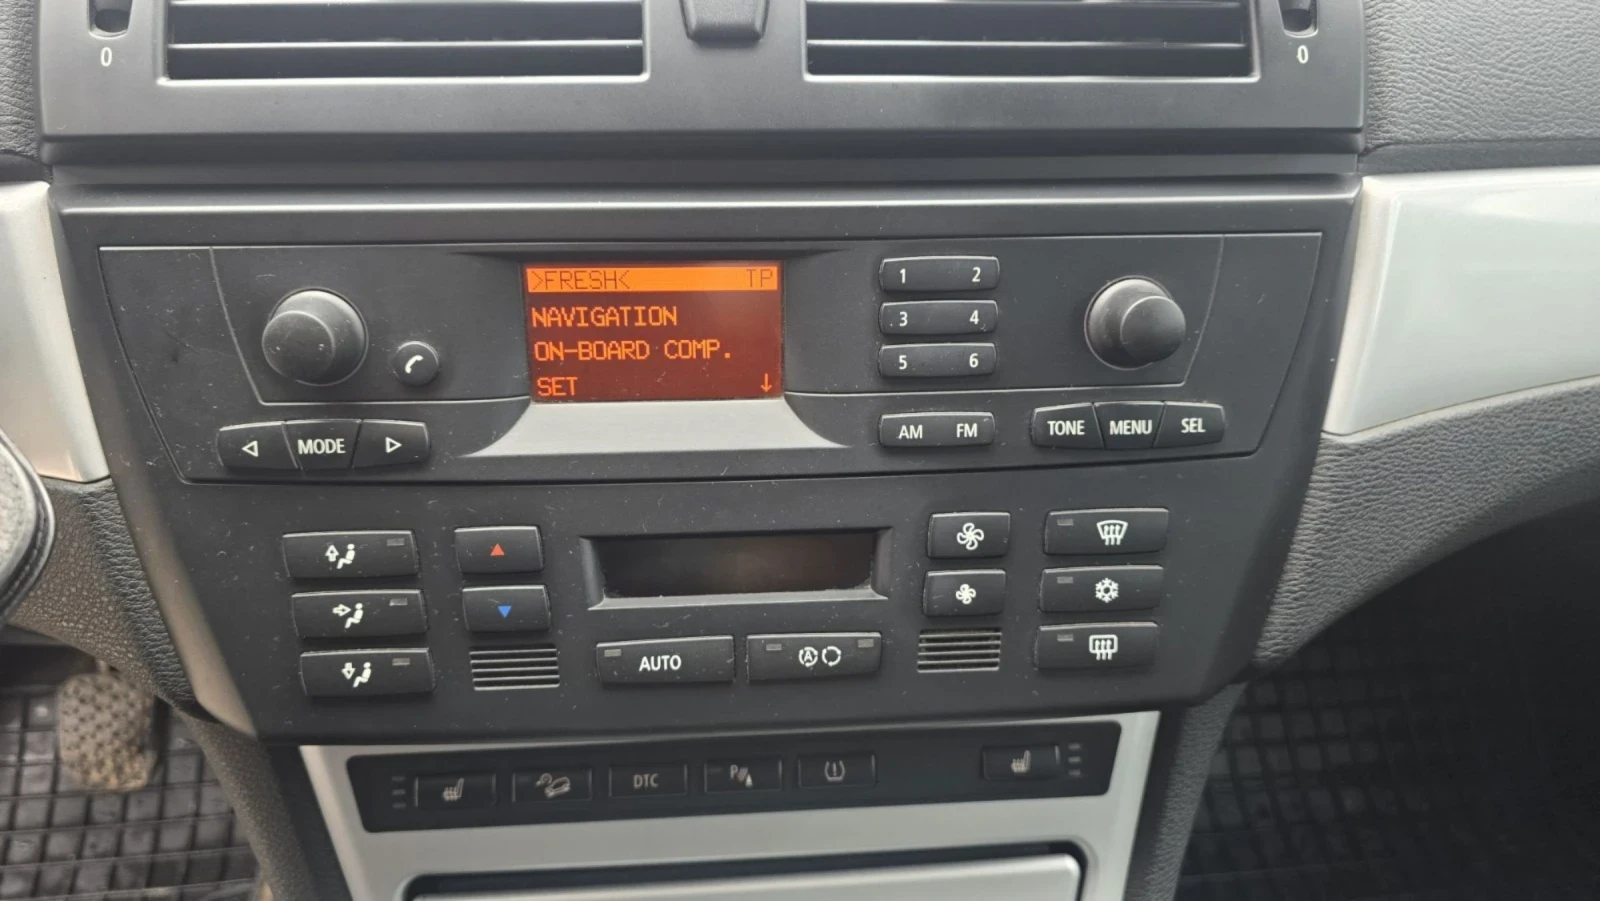 0
0
>FRESH< TP
NAVIGATION
ON-BOARD COMP.
SET ↓
1 2
3 4
5 6
MODE
AM FM
TONE MENU SEL
AUTO
A
DTC
P